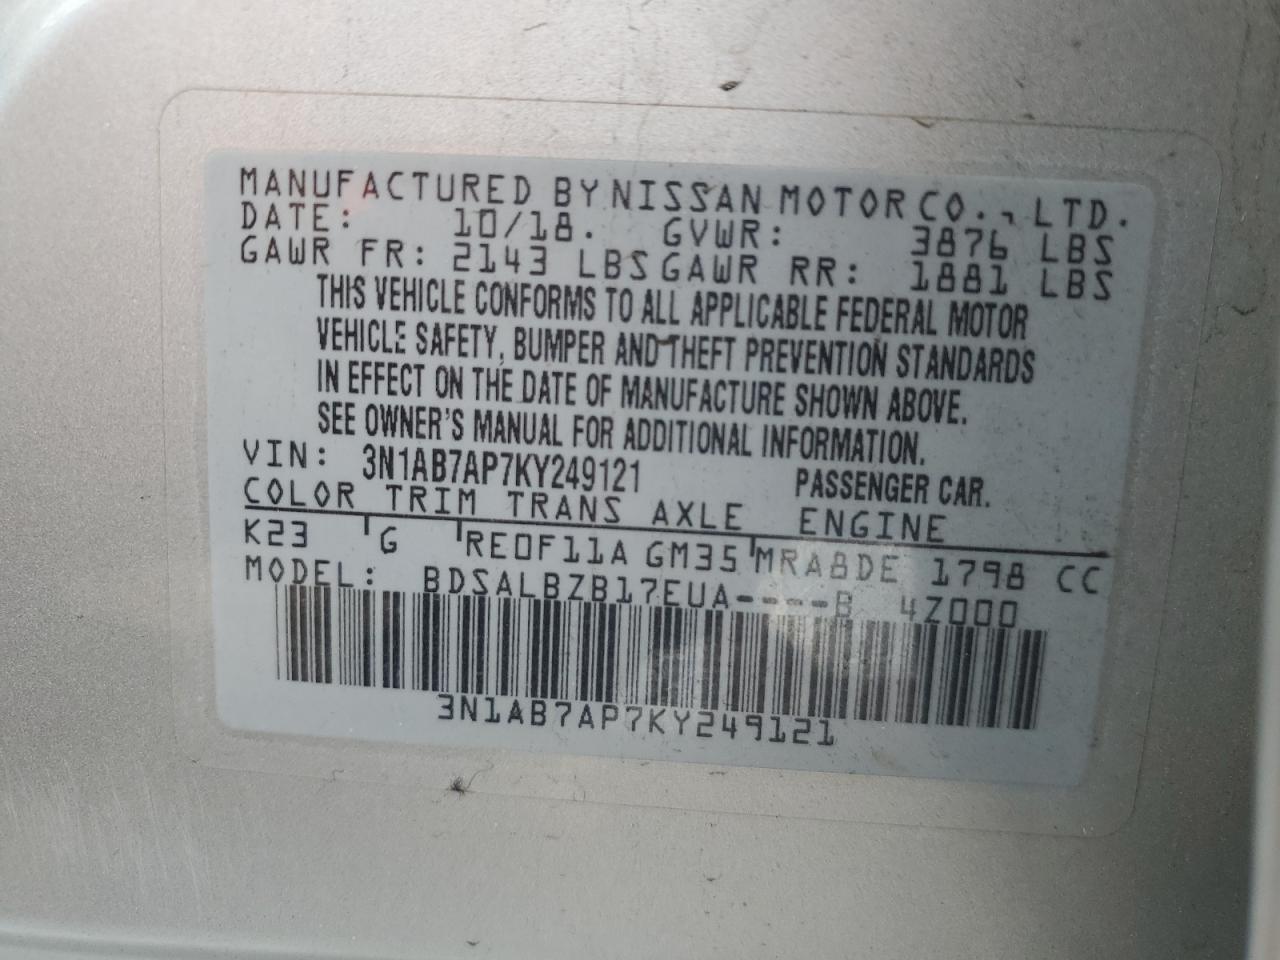 MANUFACTURED BY NISSAN MOTOR CO., LTD.
DATE: 10/18. GVWR: 3876 LBS
GAWR FR: 2143 LBS GAWR RR: 1881 LBS
THIS VEHICLE CONFORMS TO ALL APPLICABLE FEDERAL MOTOR
VEHICLE SAFETY, BUMPER AND THEFT PREVENTION STANDARDS
IN EFFECT ON THE DATE OF MANUFACTURE SHOWN ABOVE.
SEE OWNER'S MANUAL FOR ADDITIONAL INFORMATION.
VIN: 3N1AB7AP7KY249121 PASSENGER CAR.
COLOR TRIM TRANS AXLE ENGINE
K23 G RE0F11A GM35 MRA8DE 1798 CC
MODEL: BDSALBZB17EUA----B 4Z000
3N1AB7AP7KY249121